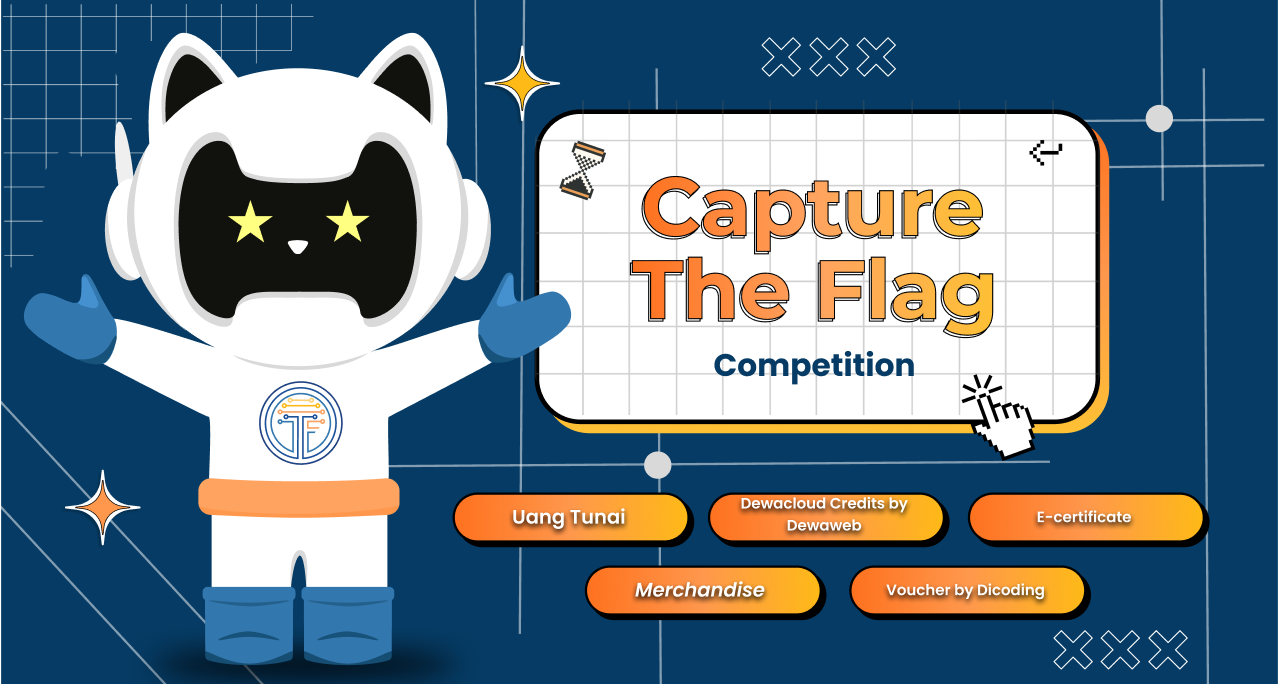 Capture
The Flag
Competition
Uang Tunai
Dewacloud Credits by
Dewaweb
E-certificate
Merchandise
Voucher by Dicoding